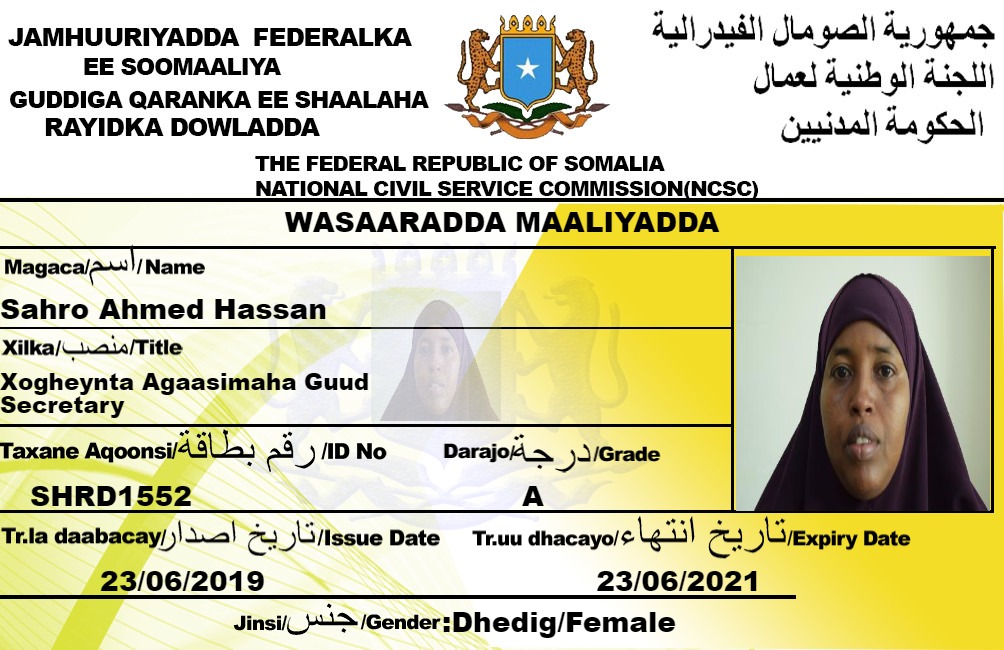 JAMHUURIYADDA FEDERALKA
EE SOOMAALIYA
GUDDIGA QARANKA EE SHAALAHA
RAYIDKA DOWLADDA
جمهورية الصومال الفيدرالية
اللجنة الوطنية لعمال
الحكومة المدنيين
THE FEDERAL REPUBLIC OF SOMALIA
NATIONAL CIVIL SERVICE COMMISSION(NCSC)
WASAARADDA MAALIYADDA
Magaca/اسم/Name
Sahro Ahmed Hassan
Xilka/منصب/Title
Xogheynta Agaasimaha Guud
Secretary
Taxane Aqoonsi/رقم بطاقة/ID No
Darajo/درجة/Grade
SHRD1552
A
Tr.la daabacay/تاريخ اصدار/Issue Date
Tr.uu dhacayo/تاريخ انتهاء/Expiry Date
23/06/2019
23/06/2021
Jinsi/جنس/Gender:Dhedig/Female